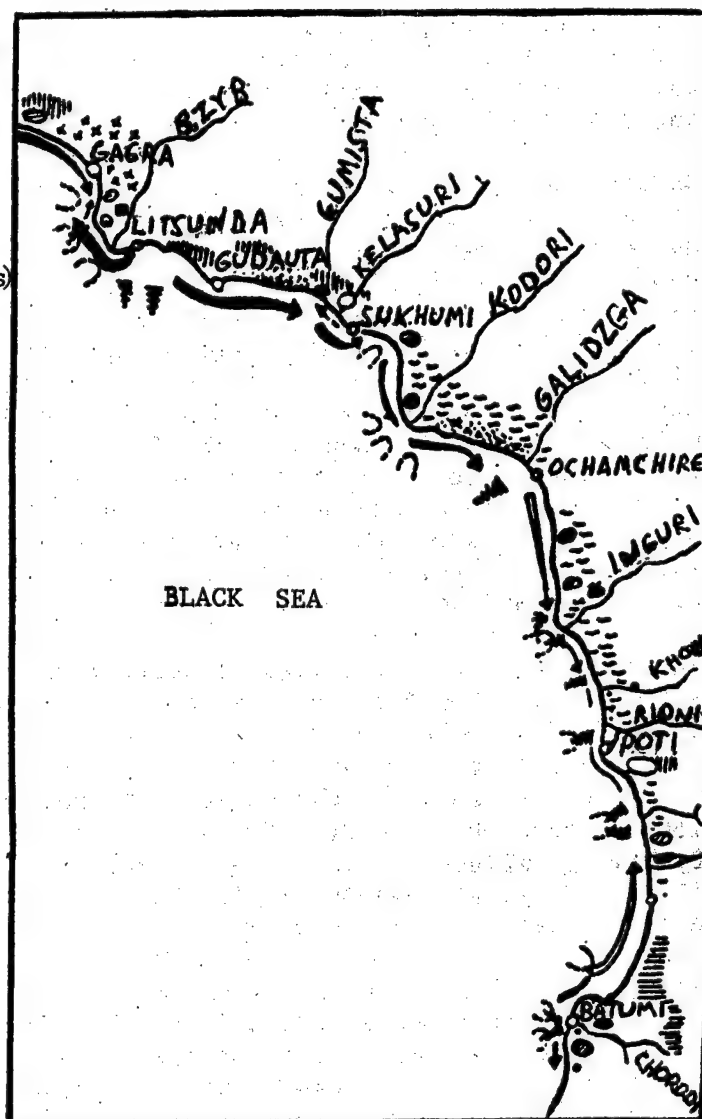 BZYB
GAGRA
GUMISTA
LITSUNDA
KELASURI
GUDAUTA
s)
KODORI
SUKHUMI
GALIDZGA
OCHAMCHIRE
INGURI
BLACK SEA
RIONI
POTI
BATUMI